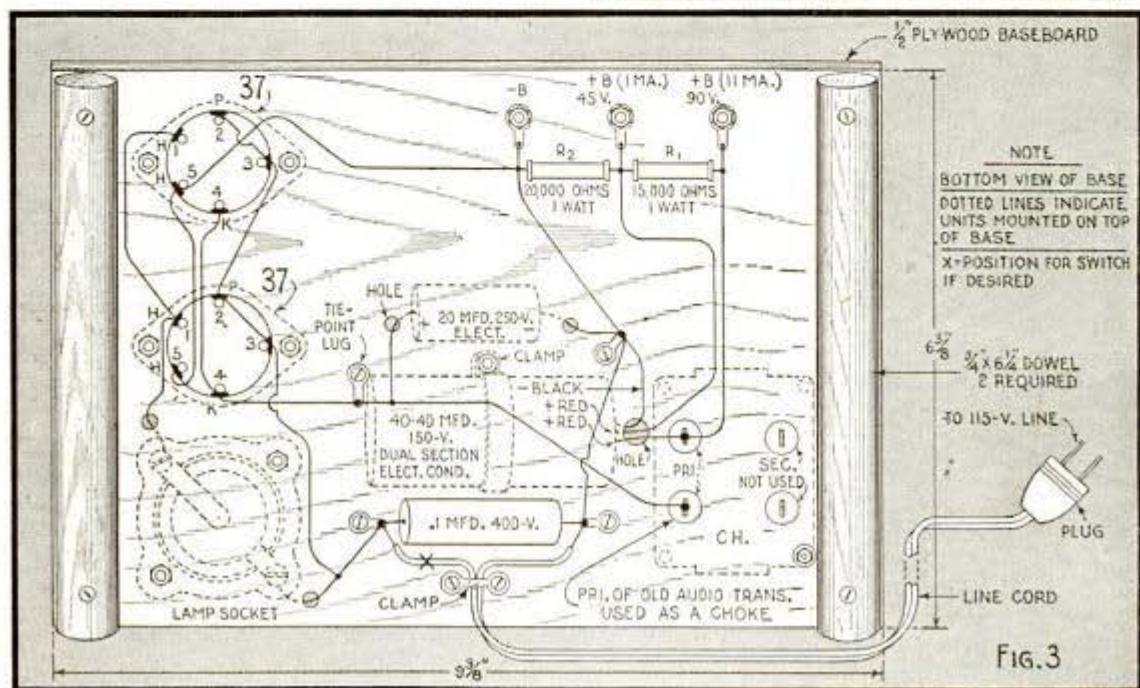 ½" PLYWOOD BASEBOARD
37
P
2
H
1
3
H
5
4
K
-B
+B (1 MA.)
45 V.
+B (11 MA.)
90 V.
R2
20,000 OHMS
1 WATT
R1
15,000 OHMS
1 WATT
NOTE
BOTTOM VIEW OF BASE
DOTTED LINES INDICATE
UNITS MOUNTED ON TOP
OF BASE
X=POSITION FOR SWITCH
IF DESIRED
37
P
2
H
1
3
5
H
4
K
TIE-
POINT
LUG
HOLE
+
20 MFD. 250-V.
ELECT.
-
CLAMP
40-40 MFD.
150-V.
DUAL SECTION
ELECT. COND.
-BLACK
+RED
+RED
HOLE
PRI.
SEC.
NOT USED
CH.
¾" X 6¼" DOWEL
2 REQUIRED
TO 115-V. LINE
PLUG
LINE CORD
.1 MFD. 400-V.
X
CLAMP
LAMP SOCKET
PRI. OF OLD AUDIO TRANS.
USED AS A CHOKE
9⅜"
FIG. 3